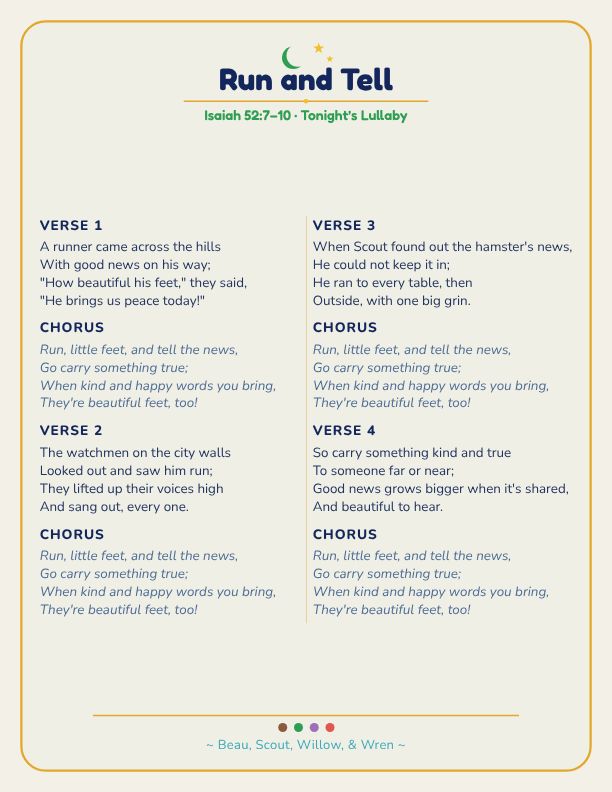 Run and Tell
Isaiah 52:7–10 · Tonight's Lullaby
VERSE 1
A runner came across the hills
With good news on his way;
"How beautiful his feet," they said,
"He brings us peace today!"
CHORUS
Run, little feet, and tell the news,
Go carry something true;
When kind and happy words you bring,
They're beautiful feet, too!
VERSE 2
The watchmen on the city walls
Looked out and saw him run;
They lifted up their voices high
And sang out, every one.
CHORUS
Run, little feet, and tell the news,
Go carry something true;
When kind and happy words you bring,
They're beautiful feet, too!
VERSE 3
When Scout found out the hamster's news,
He could not keep it in;
He ran to every table, then
Outside, with one big grin.
CHORUS
Run, little feet, and tell the news,
Go carry something true;
When kind and happy words you bring,
They're beautiful feet, too!
VERSE 4
So carry something kind and true
To someone far or near;
Good news grows bigger when it's shared,
And beautiful to hear.
CHORUS
Run, little feet, and tell the news,
Go carry something true;
When kind and happy words you bring,
They're beautiful feet, too!
~ Beau, Scout, Willow, & Wren ~